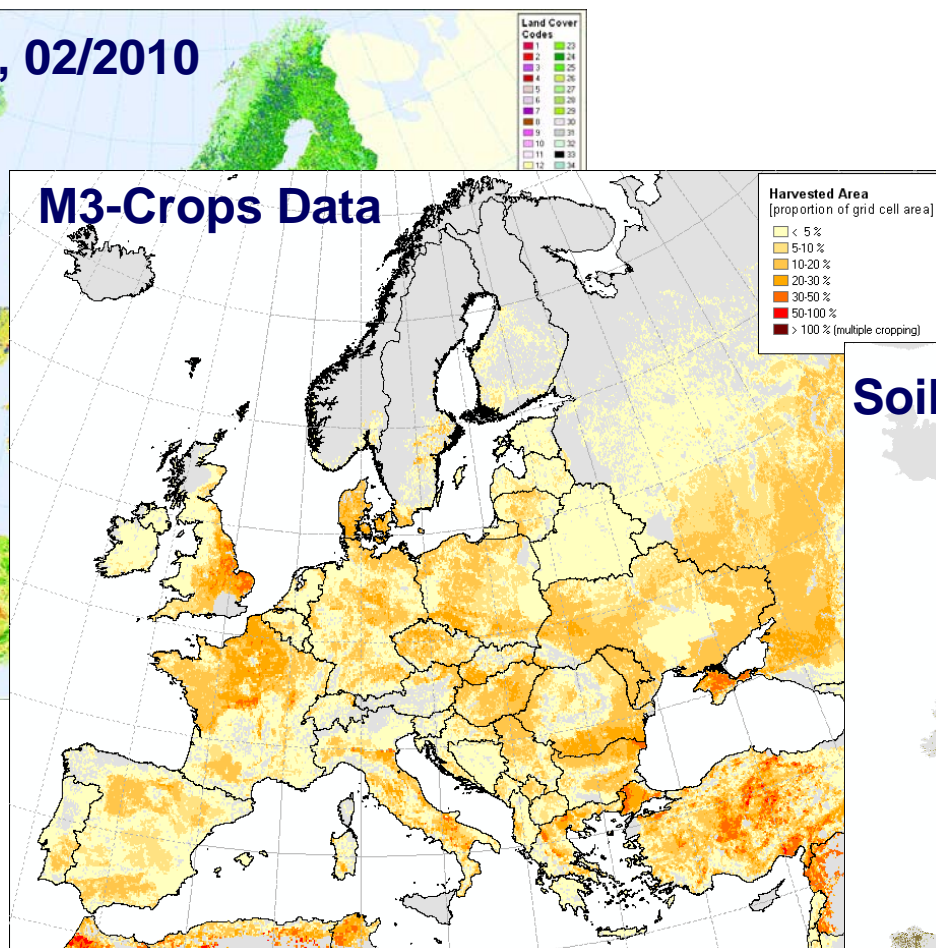 , 02/2010
Land Cover
Codes
1 23
2 24
3 25
4 26
5 27
6 28
7 29
8 30
9 31
10 32
11 33
12 34
M3-Crops Data
Harvested Area
[proportion of grid cell area]
< 5 %
5-10 %
10-20 %
20-30 %
30-50 %
50-100 %
> 100 % (multiple cropping)
Soil